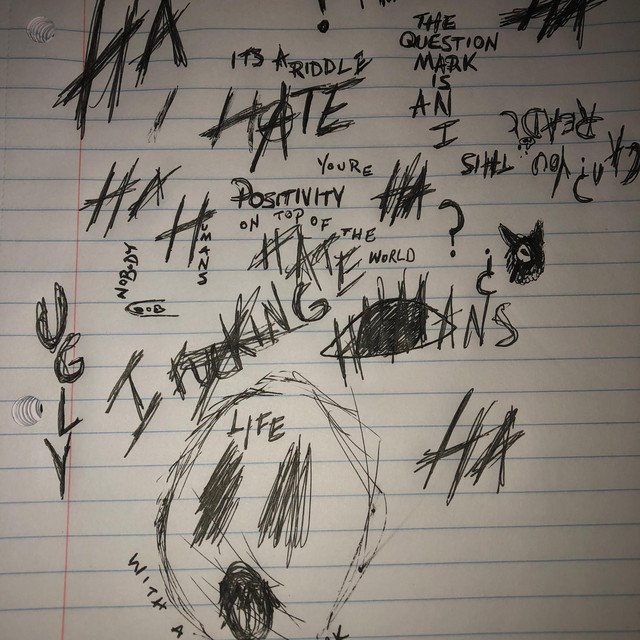 HA
?
THE
QUESTION
MARK
IS
AN
I
HA
ITS A RIDDLE
HATE
CAN YOU READ
THIS
YOU'RE
POSITIVITY
ON TOP OF
HATE
THE
WORLD
HA
?
¿
HA
HUMANS
NOBODY
UGLY
I
FUCKING
HUMANS
LIFE
HA
WITH A